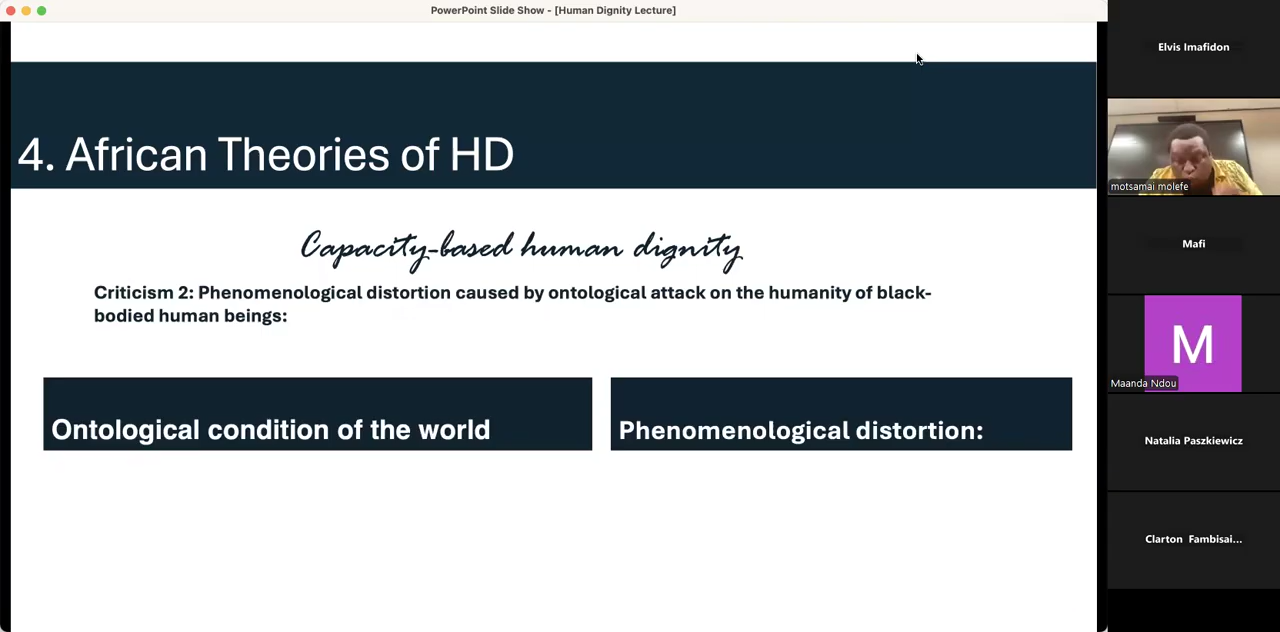 PowerPoint Slide Show - [Human Dignity Lecture]
4. African Theories of HD
Capacity-based human dignity
Criticism 2: Phenomenological distortion caused by ontological attack on the humanity of black-
bodied human beings:
Ontological condition of the world
Phenomenological distortion:
Elvis Imafidon
motsamai molefe
Mafi
M
Maanda Ndou
Natalia Paszkiewicz
Clarton Fambisai...